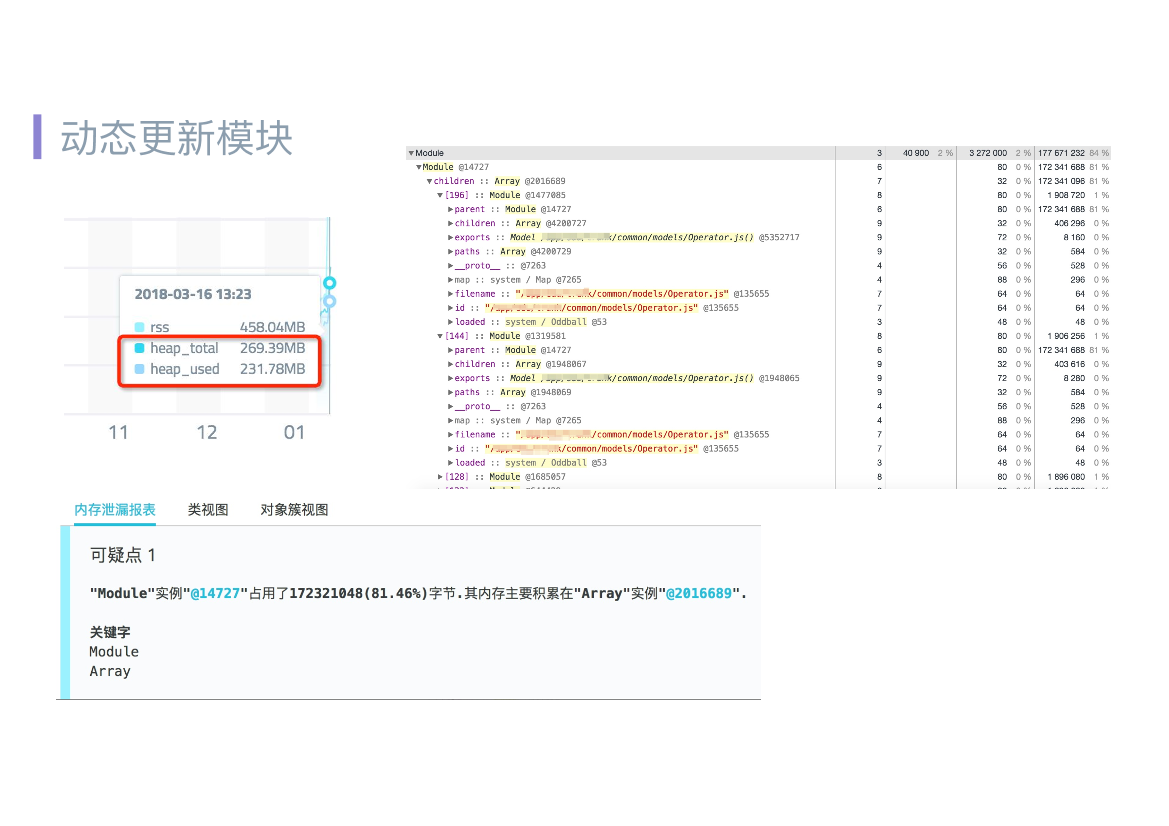 动态更新模块
2018-03-16 13:23
rss 458.04MB
heap_total 269.39MB
heap_used 231.78MB
11 12 01
▼Module 3 40 900 2 % 3 272 000 2 % 177 671 232 84 %
▼Module @14727 6 80 0 % 172 341 688 81 %
▼children :: Array @2016689 7 32 0 % 172 341 096 81 %
▼[196] :: Module @1477085 8 80 0 % 1 908 720 1 %
▶parent :: Module @14727 6 80 0 % 172 341 688 81 %
▶children :: Array @4200727 9 32 0 % 406 296 0 %
▶exports :: Model /common/models/Operator.js() @5352717 9 72 0 % 8 160 0 %
▶paths :: Array @4200729 9 32 0 % 584 0 %
▶__proto__ :: @7263 4 56 0 % 528 0 %
▶map :: system / Map @7265 4 88 0 % 296 0 %
▶filename :: "/common/models/Operator.js" @135655 7 64 0 % 64 0 %
▶id :: "/common/models/Operator.js" @135655 7 64 0 % 64 0 %
▶loaded :: system / Oddball @53 3 48 0 % 48 0 %
▼[144] :: Module @1319581 8 80 0 % 1 906 256 1 %
▶parent :: Module @14727 6 80 0 % 172 341 688 81 %
▶children :: Array @1948067 9 32 0 % 403 616 0 %
▶exports :: Model /common/models/Operator.js() @1948065 9 72 0 % 8 280 0 %
▶paths :: Array @1948069 9 32 0 % 584 0 %
▶__proto__ :: @7263 4 56 0 % 528 0 %
▶map :: system / Map @7265 4 88 0 % 296 0 %
▶filename :: "/common/models/Operator.js" @135655 7 64 0 % 64 0 %
▶id :: "/common/models/Operator.js" @135655 7 64 0 % 64 0 %
▶loaded :: system / Oddball @53 3 48 0 % 48 0 %
▶[128] :: Module @1685057 8 80 0 % 1 896 080 1 %
内存泄漏报表 类视图 对象簇视图
可疑点 1
"Module"实例"@14727"占用了172321048(81.46%)字节.其内存主要积累在"Array"实例"@2016689".
关键字
Module
Array